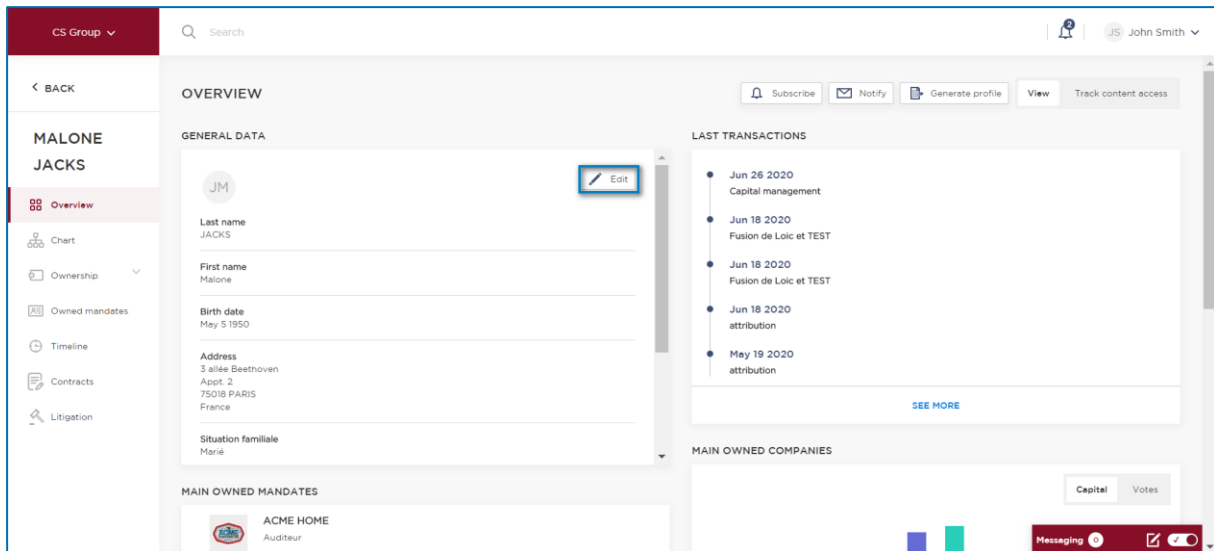 CS Group
Search
2
JS John Smith
BACK
MALONE
JACKS
Overview
Chart
Ownership
Owned mandates
Timeline
Contracts
Litigation
OVERVIEW
Subscribe
Notify
Generate profile
View
Track content access
GENERAL DATA
JM
Edit
Last name
JACKS
First name
Malone
Birth date
May 5 1950
Address
3 allée Beethoven
Appt. 2
75018 PARIS
France
Situation familiale
Marié
MAIN OWNED MANDATES
ACME
ACME HOME
Auditeur
LAST TRANSACTIONS
Jun 26 2020
Capital management
Jun 18 2020
Fusion de Loic et TEST
Jun 18 2020
Fusion de Loic et TEST
Jun 18 2020
attribution
May 19 2020
attribution
SEE MORE
MAIN OWNED COMPANIES
Capital
Votes
Messaging 0